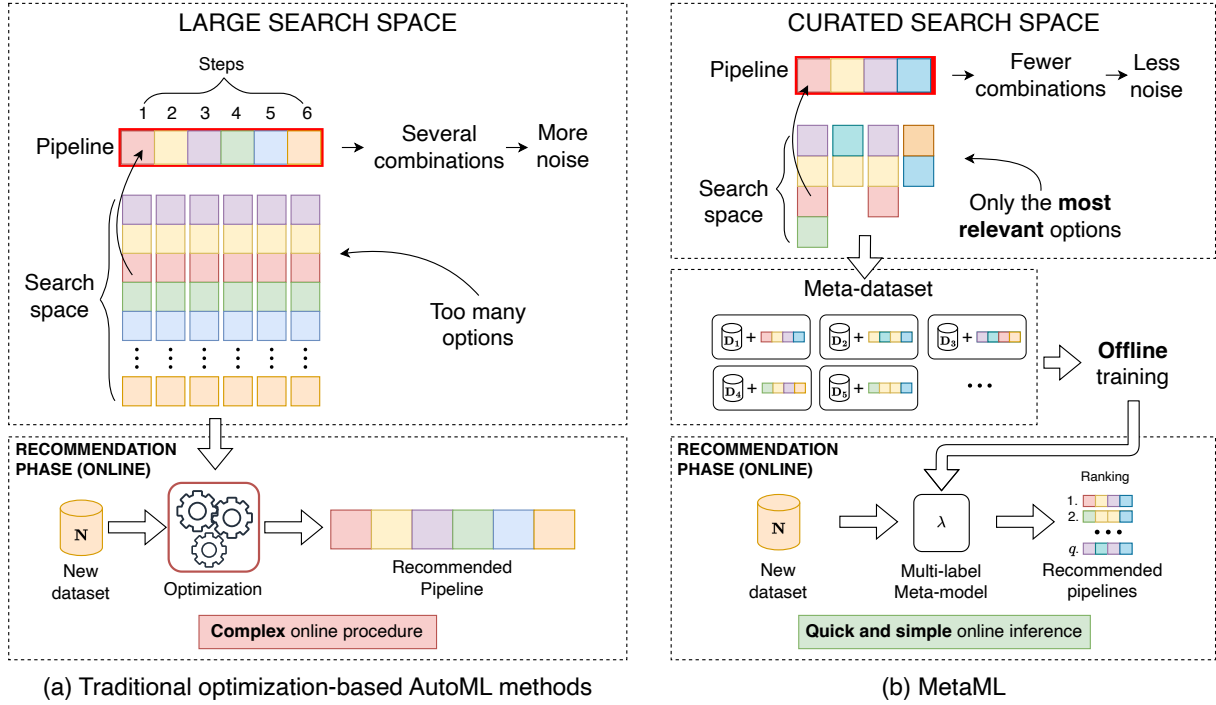 LARGE SEARCH SPACE
Steps
1 2 3 4 5 6
Pipeline
Several
combinations
More
noise
Search
space
Too many
options
RECOMMENDATION
PHASE (ONLINE)
N
New
dataset
Optimization
Recommended
Pipeline
Complex online procedure
(a) Traditional optimization-based AutoML methods
CURATED SEARCH SPACE
Pipeline
Fewer
combinations
Less
noise
Search
space
Only the most
relevant options
Meta-dataset
D1 +
D2 +
D3 +
D4 +
D5 +
Offline
training
RECOMMENDATION
PHASE (ONLINE)
N
New
dataset
λ
Multi-label
Meta-model
Ranking
1.
2.
q.
Recommended
pipelines
Quick and simple online inference
(b) MetaML